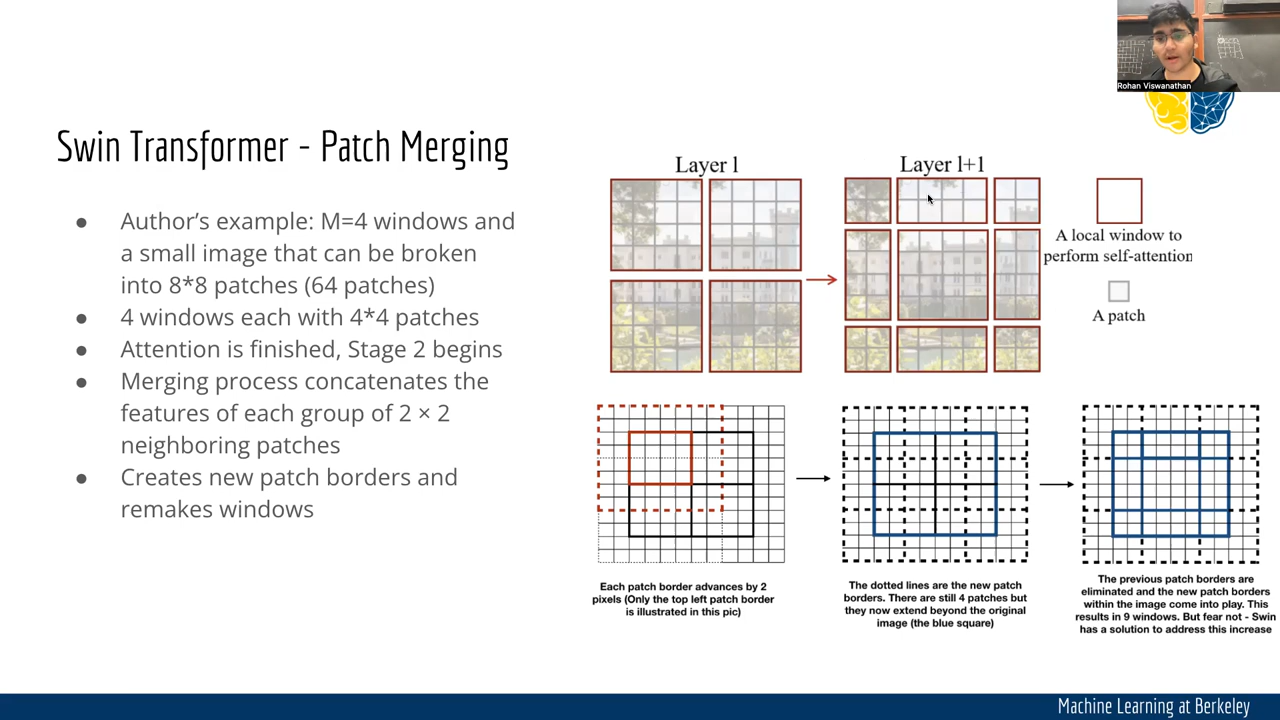 Rohan Viswanathan
Swin Transformer - Patch Merging
● Author's example: M=4 windows and
a small image that can be broken
into 8*8 patches (64 patches)
● 4 windows each with 4*4 patches
● Attention is finished, Stage 2 begins
● Merging process concatenates the
features of each group of 2 × 2
neighboring patches
● Creates new patch borders and
remakes windows
Layer l
Layer l+1
A local window to
perform self-attention
A patch
Each patch border advances by 2
pixels (Only the top left patch border
is illustrated in this pic)
The dotted lines are the new patch
borders. There are still 4 patches but
they now extend beyond the original
image (the blue square)
The previous patch borders are
eliminated and the new patch borders
within the image come into play. This
results in 9 windows. But fear not - Swin
has a solution to address this increase
Machine Learning at Berkeley